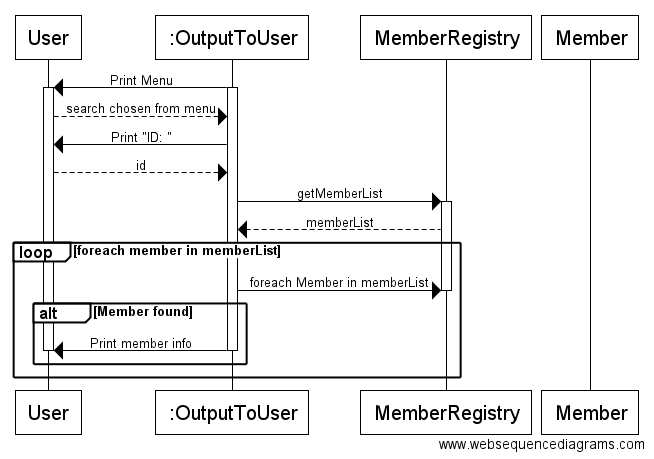 User :OutputToUser MemberRegistry Member
Print Menu
search chosen from menu
Print "ID: "
id
getMemberList
memberList
loop [foreach member in memberList]
foreach Member in memberList
alt [Member found]
Print member info
User :OutputToUser MemberRegistry Member
www.websequencediagrams.com